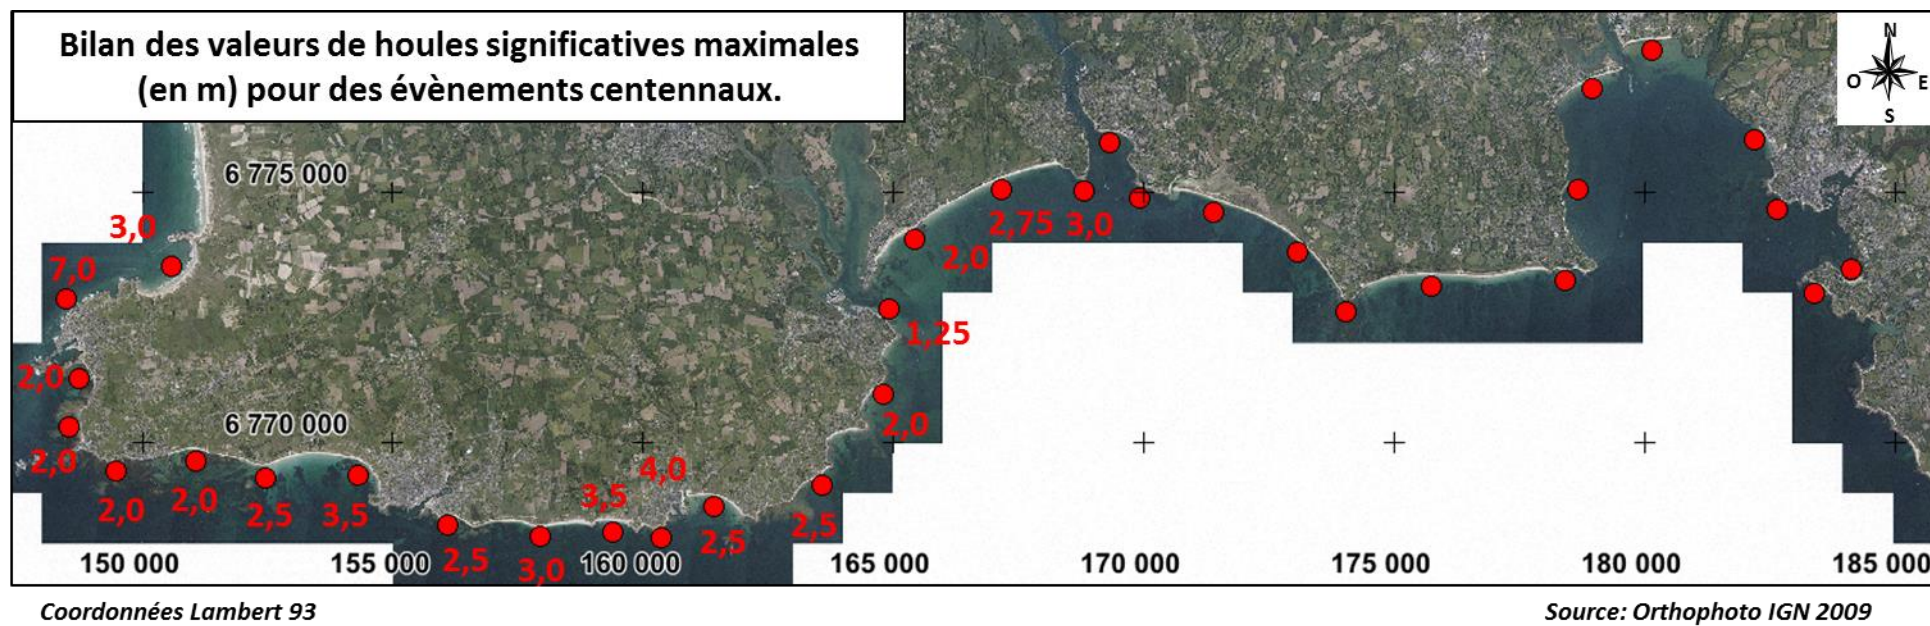 Bilan des valeurs de houles significatives maximales
(en m) pour des évènements centennaux.
N
O
E
S
6 775 000
3,0
2,75
3,0
7,0
2,0
1,25
2,0
6 770 000
2,0
2,0
4,0
2,0
2,0
2,5
3,5
3,5
2,5
2,5
2,5
3,0
150 000
155 000
160 000
165 000
170 000
175 000
180 000
185 000
Coordonnées Lambert 93
Source: Orthophoto IGN 2009